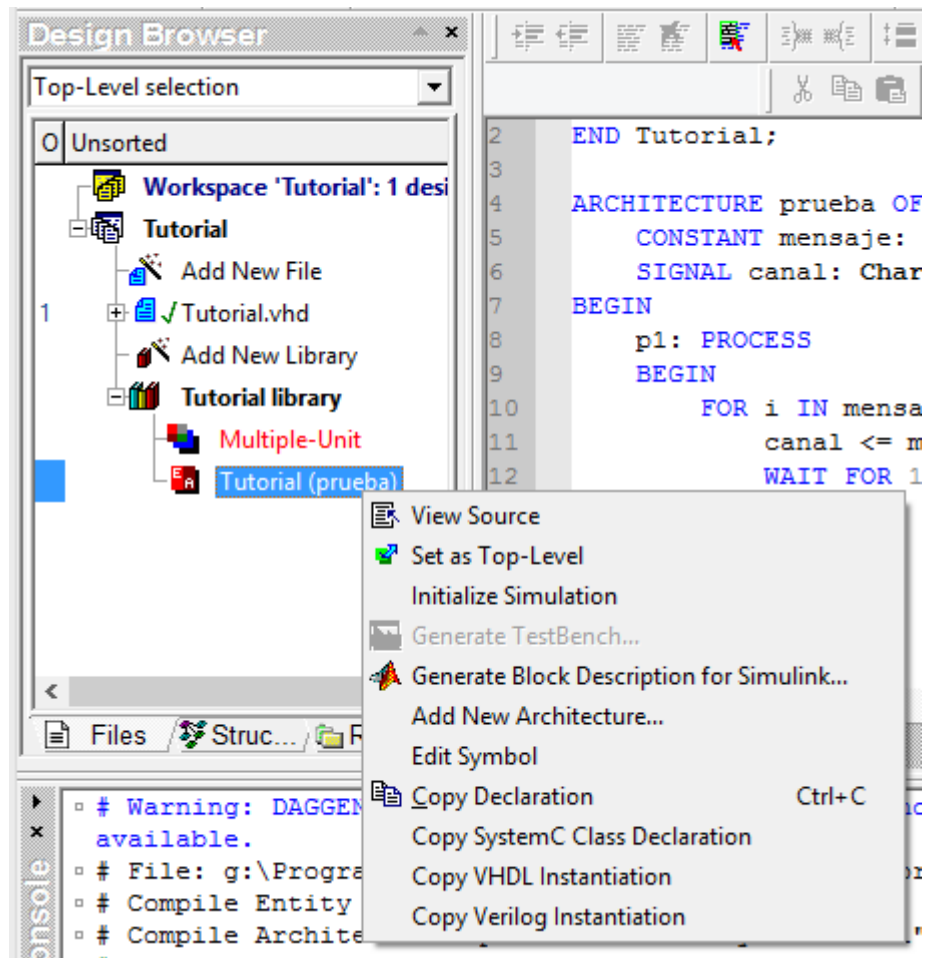 Design Browser
Top-Level selection
O Unsorted
Workspace 'Tutorial': 1 desi
Tutorial
Add New File
1 Tutorial.vhd
Add New Library
Tutorial library
Multiple-Unit
Tutorial (prueba)
Files Struc... R
2 END Tutorial;
3
4 ARCHITECTURE prueba OF
5 CONSTANT mensaje:
6 SIGNAL canal: Char
7 BEGIN
8 p1: PROCESS
9 BEGIN
10 FOR i IN mensa
11 canal <= m
12 WAIT FOR 1
View Source
Set as Top-Level
Initialize Simulation
Generate TestBench...
Generate Block Description for Simulink...
Add New Architecture...
Edit Symbol
Copy Declaration Ctrl+C
Copy SystemC Class Declaration
Copy VHDL Instantiation
Copy Verilog Instantiation
# Warning: DAGGEN
available.
# File: g:\Progra
# Compile Entity
# Compile Archite
onsole